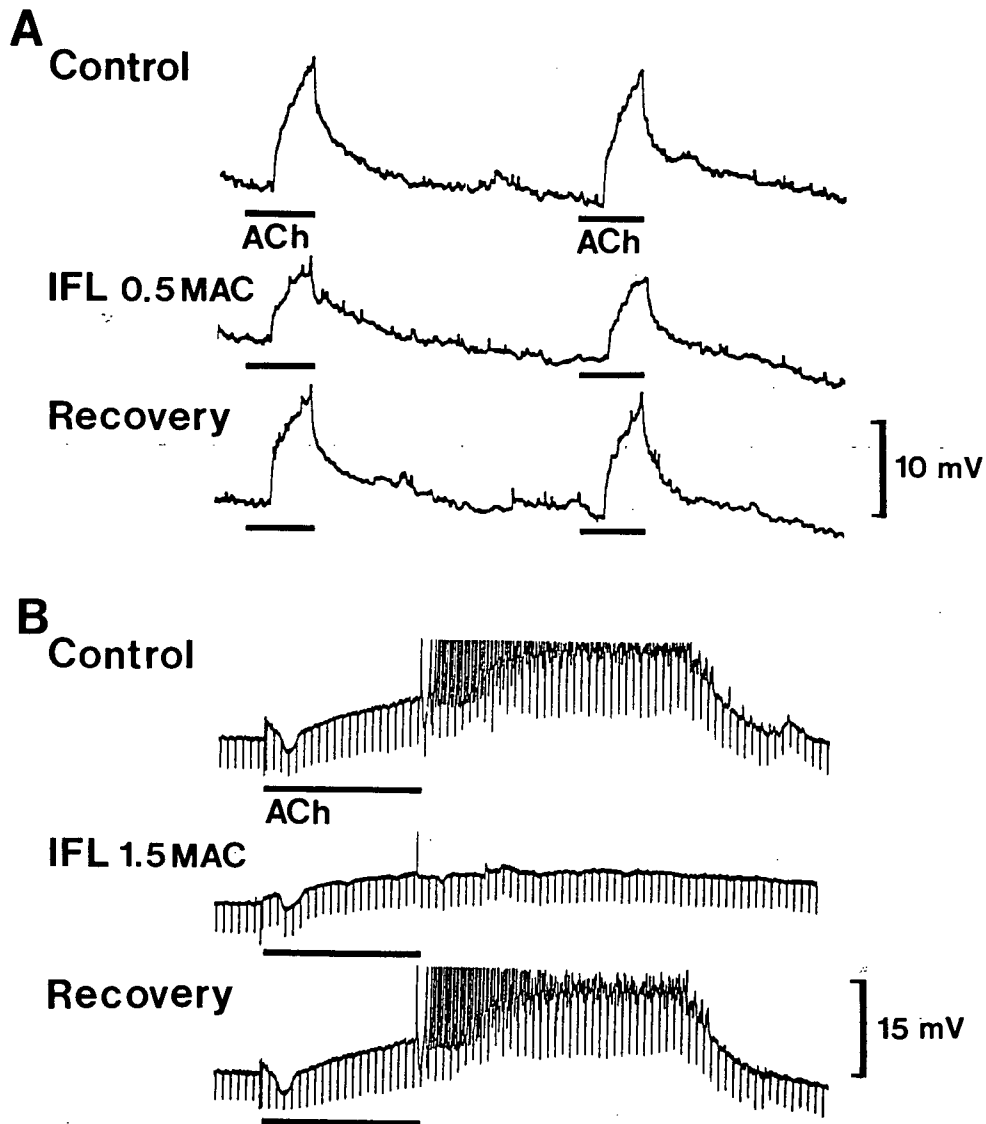 A
Control
ACh
ACh
IFL 0.5 MAC
Recovery
10 mV
B
Control
ACh
IFL 1.5 MAC
Recovery
15 mV